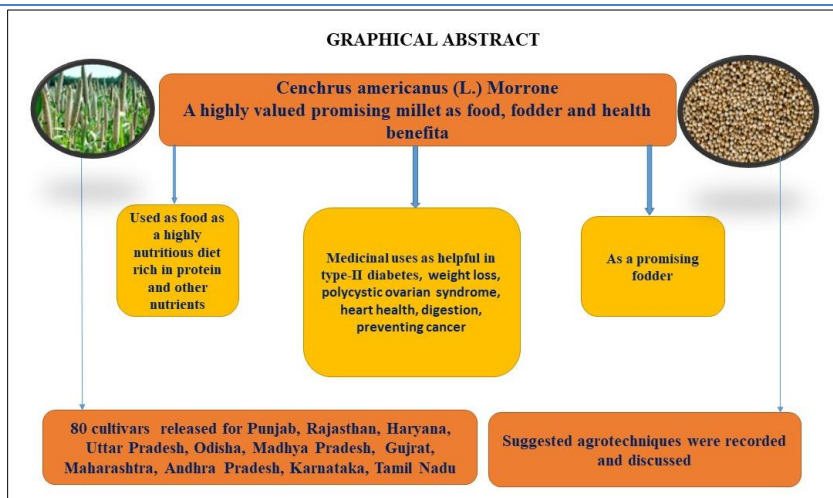 GRAPHICAL ABSTRACT
Cenchrus americanus (L.) Morrone
A highly valued promising millet as food, fodder and health
benefita
Used as food as
a highly
nutritious diet
rich in protein
and other
nutrients
Medicinal uses as helpful in
type-II diabetes, weight loss,
polycystic ovarian syndrome,
heart health, digestion,
preventing cancer
As a promising
fodder
80 cultivars released for Punjab, Rajasthan, Haryana,
Uttar Pradesh, Odisha, Madhya Pradesh, Gujrat,
Maharashtra, Andhra Pradesh, Karnataka, Tamil Nadu
Suggested agrotechniques were recorded
and discussed